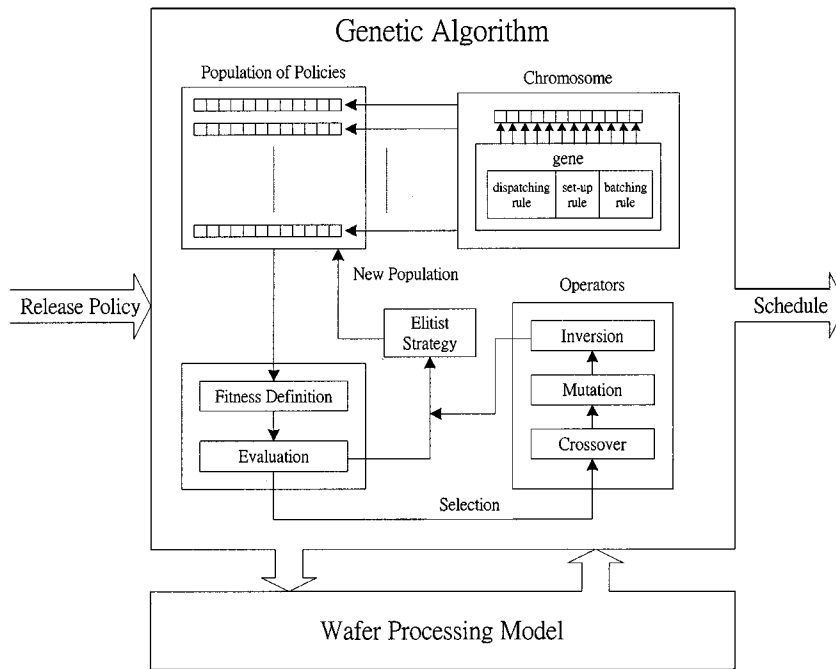 Genetic Algorithm
Population of Policies
Chromosome
gene
dispatching
rule
set-up
rule
batching
rule
New Population
Operators
Release Policy
Schedule
Elitist
Strategy
Inversion
Fitness Definition
Mutation
Evaluation
Crossover
Selection
Wafer Processing Model